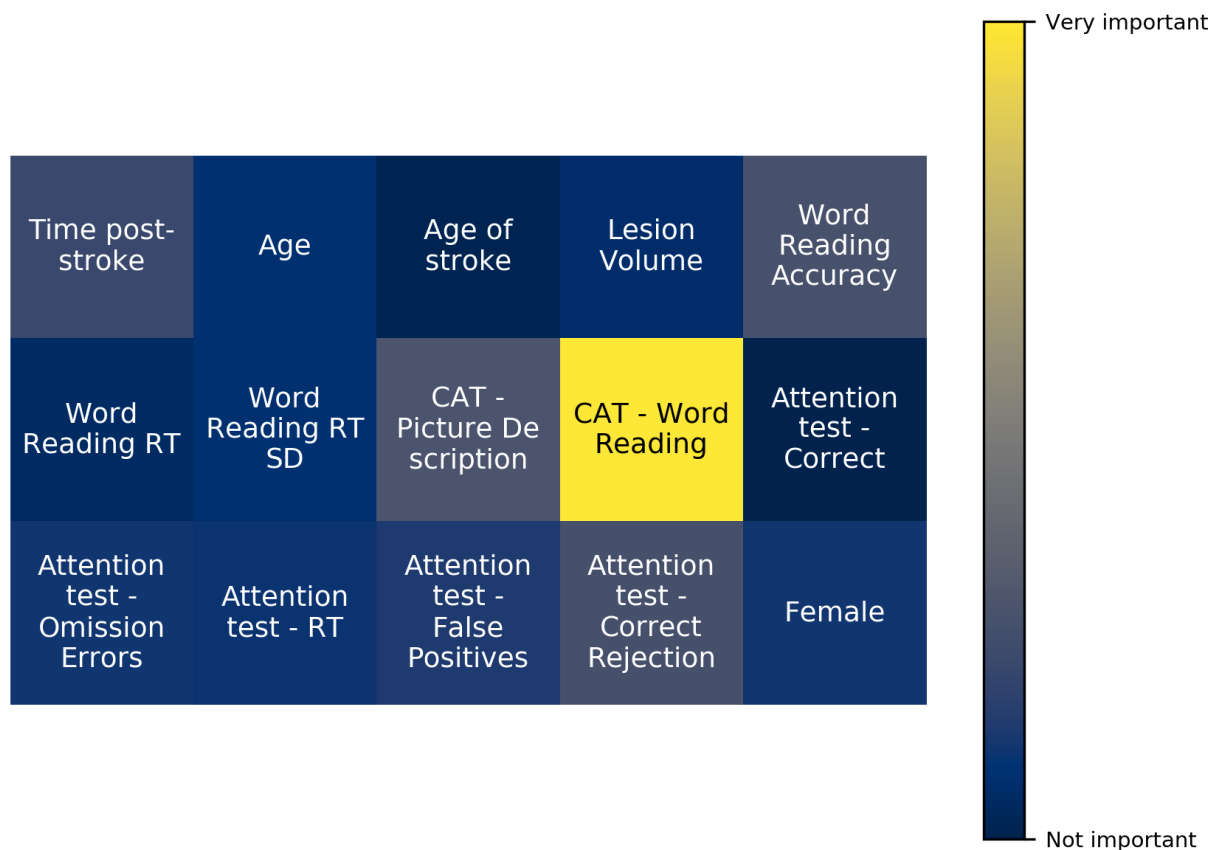 Very important
Time post-
stroke
Age
Age of
stroke
Lesion
Volume
Word
Reading
Accuracy
Word
Reading RT
Word
Reading RT
SD
CAT -
Picture De
scription
CAT - Word
Reading
Attention
test -
Correct
Attention
test -
Omission
Errors
Attention
test - RT
Attention
test -
False
Positives
Attention
test -
Correct
Rejection
Female
Not important